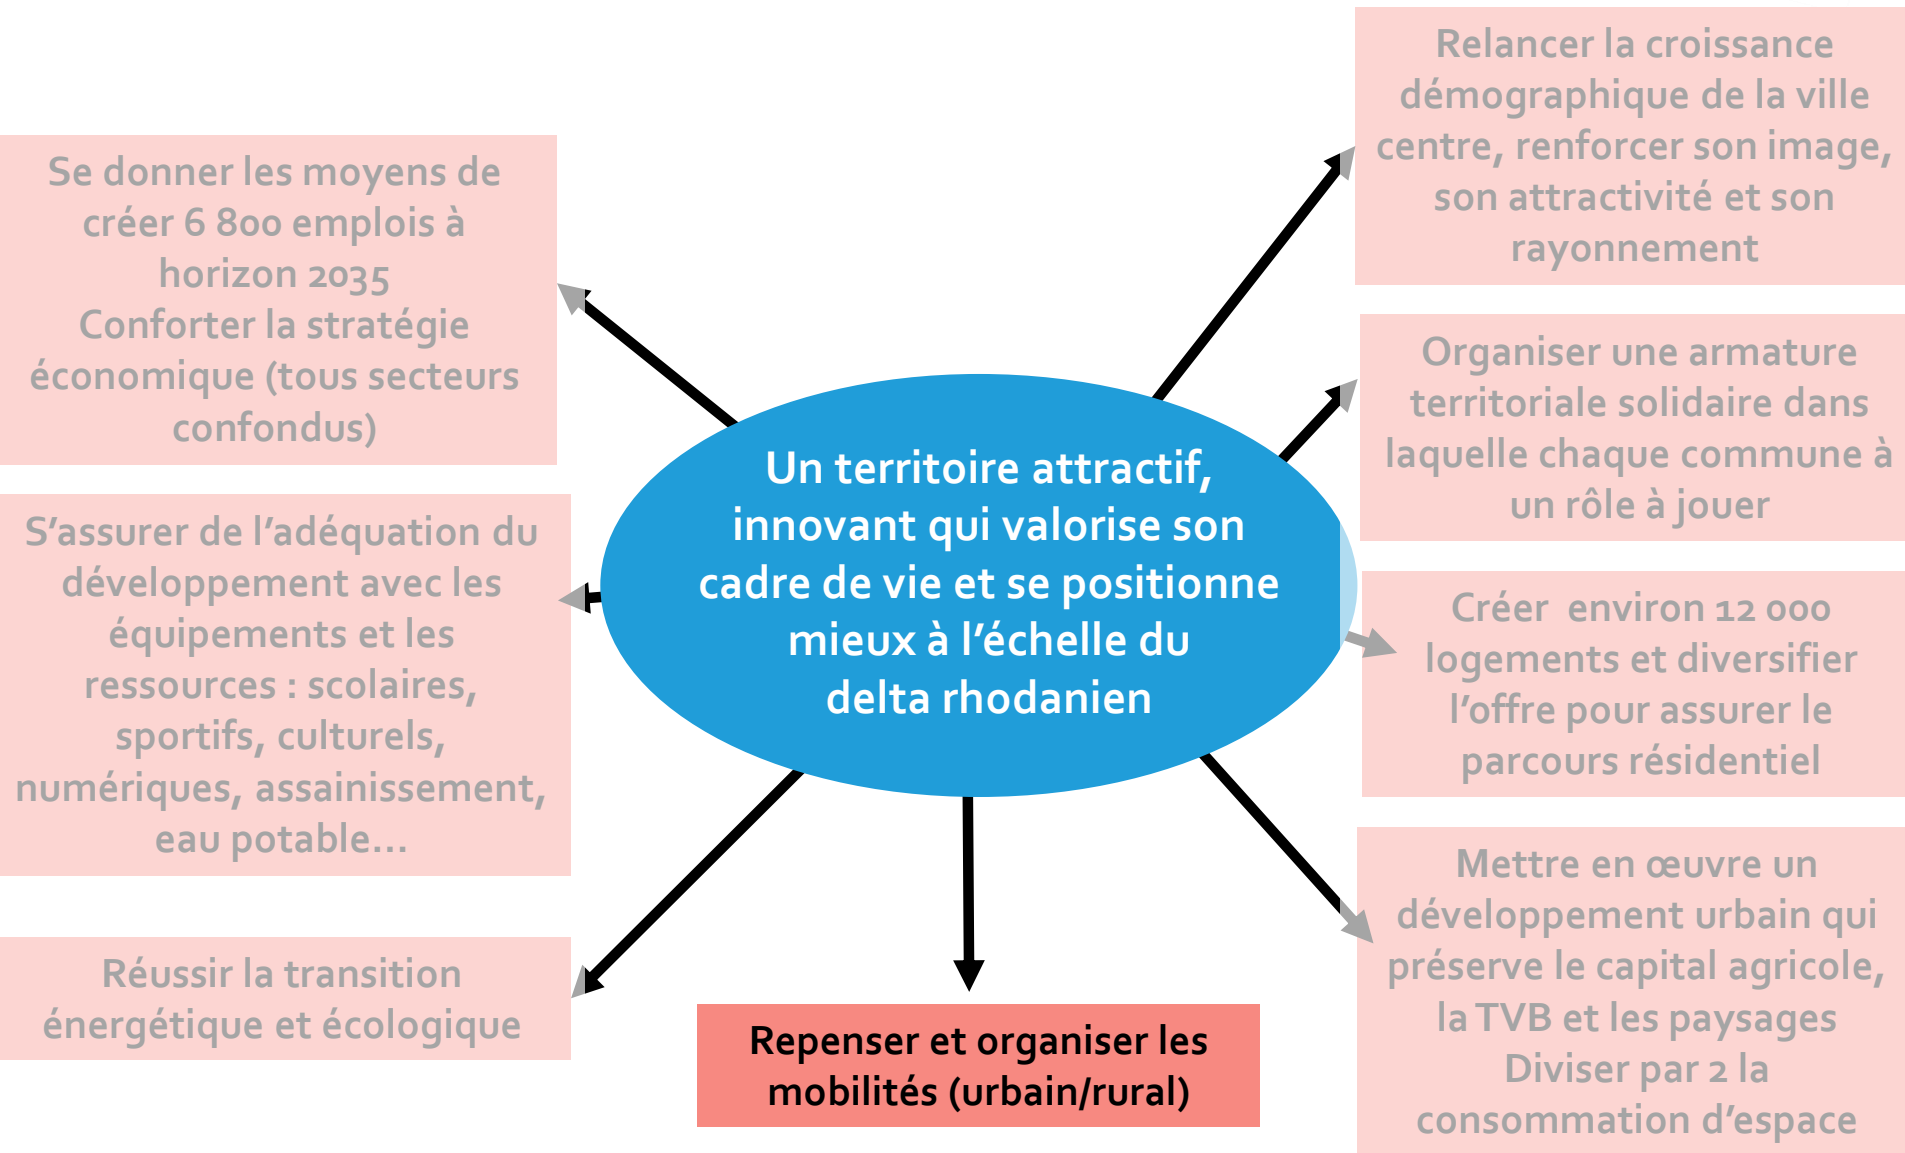 Se donner les moyens de
créer 6 800 emplois à
horizon 2035
Conforter la stratégie
économique (tous secteurs
confondus)
S’assurer de l’adéquation du
développement avec les
équipements et les
ressources : scolaires,
sportifs, culturels,
numériques, assainissement,
eau potable…
Réussir la transition
énergétique et écologique
Un territoire attractif,
innovant qui valorise son
cadre de vie et se positionne
mieux à l’échelle du
delta rhodanien
Repenser et organiser les
mobilités (urbain/rural)
Relancer la croissance
démographique de la ville
centre, renforcer son image,
son attractivité et son
rayonnement
Organiser une armature
territoriale solidaire dans
laquelle chaque commune à
un rôle à jouer
Créer  environ 12 000
logements et diversifier
l’offre pour assurer le
parcours résidentiel
Mettre en œuvre un
développement urbain qui
préserve le capital agricole,
la TVB et les paysages
Diviser par 2 la
consommation d’espace